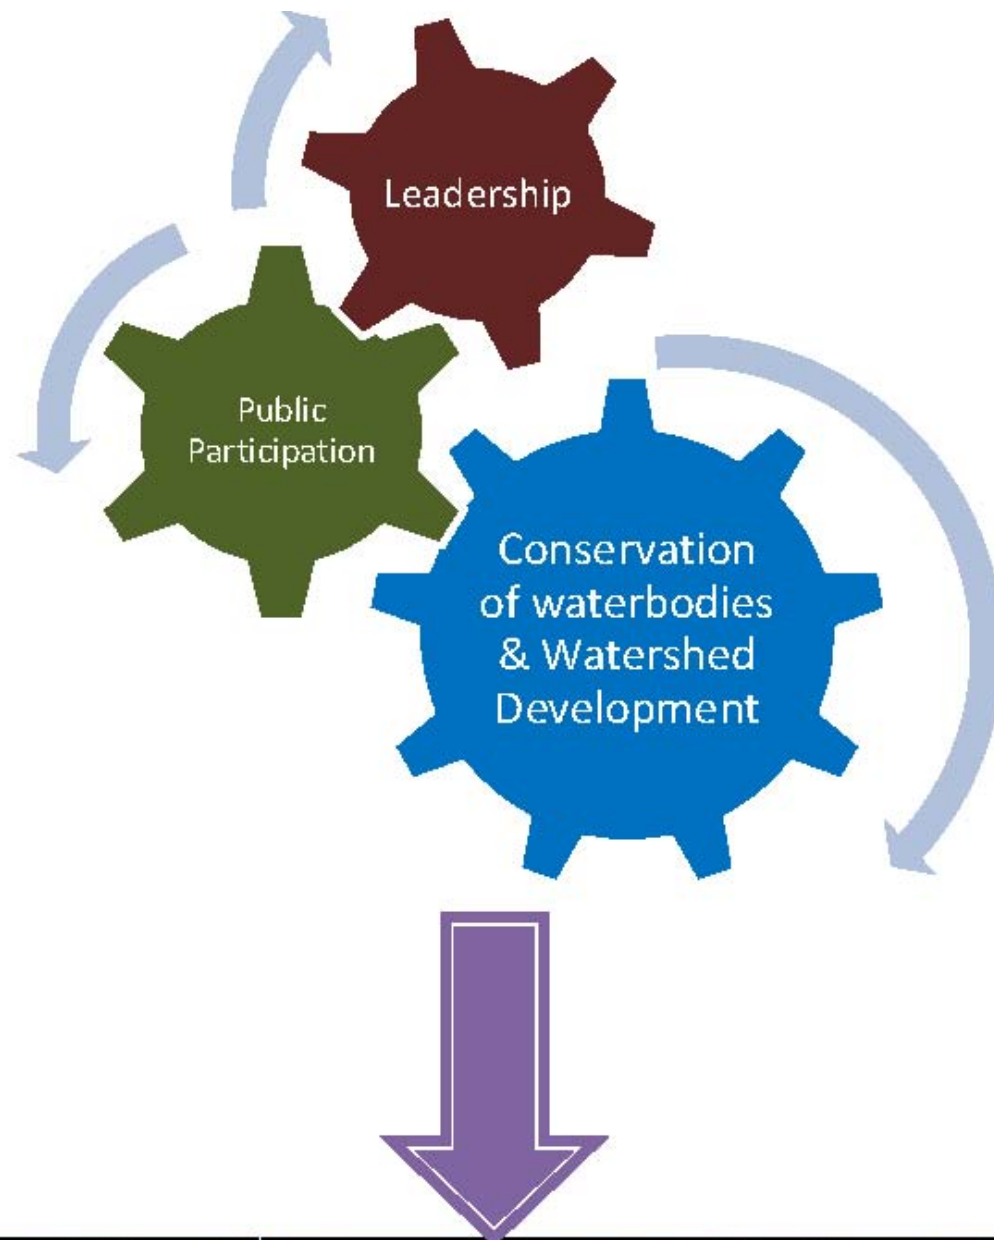 Leadership
Public
Participation
Conservation
of waterbodies
& Watershed
Development